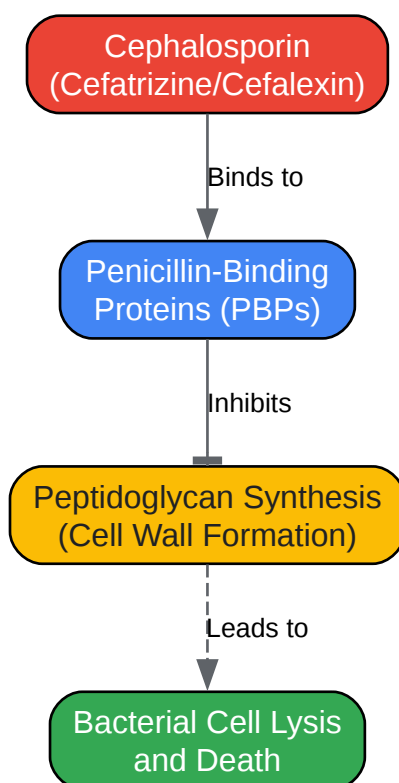 Cephalosporin
(Cefatrizine/Cefalexin)
Binds to
Penicillin-Binding
Proteins (PBPs)
Inhibits
Peptidoglycan Synthesis
(Cell Wall Formation)
Leads to
Bacterial Cell Lysis
and Death